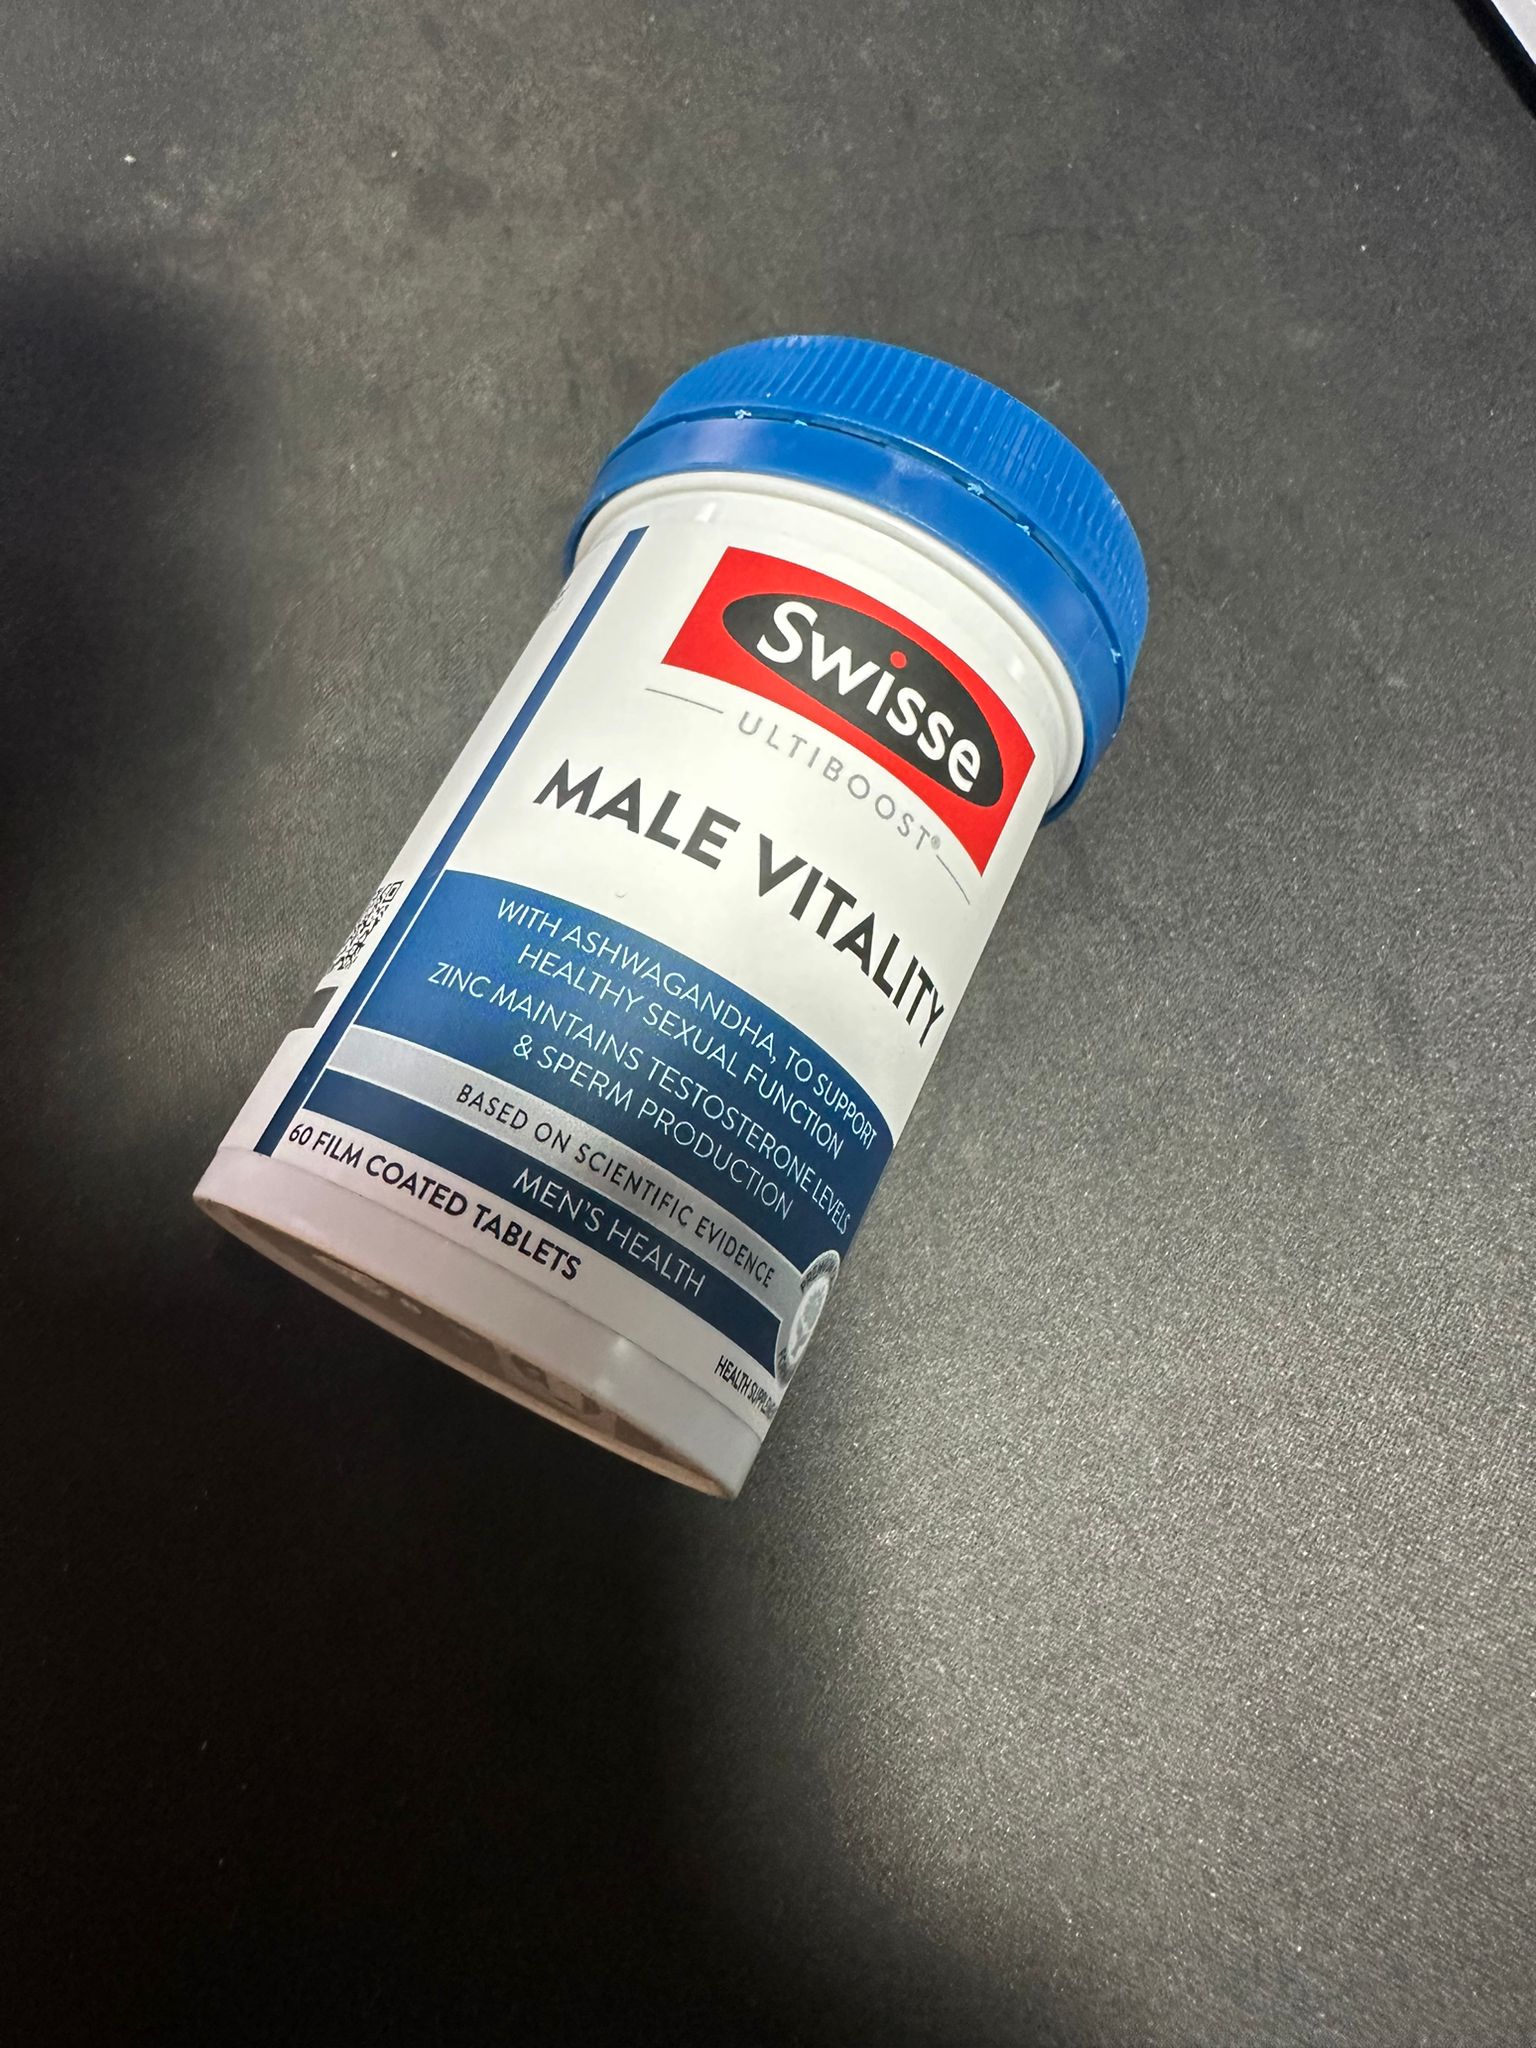 Swisse
ULTIBOOST®
MALE VITALITY
WITH ASHWAGANDHA, TO SUPPORT
HEALTHY SEXUAL FUNCTION
ZINC MAINTAINS TESTOSTERONE LEVELS
& SPERM PRODUCTION
BASED ON SCIENTIFIC EVIDENCE
MEN'S HEALTH
60 FILM COATED TABLETS
HEALTH